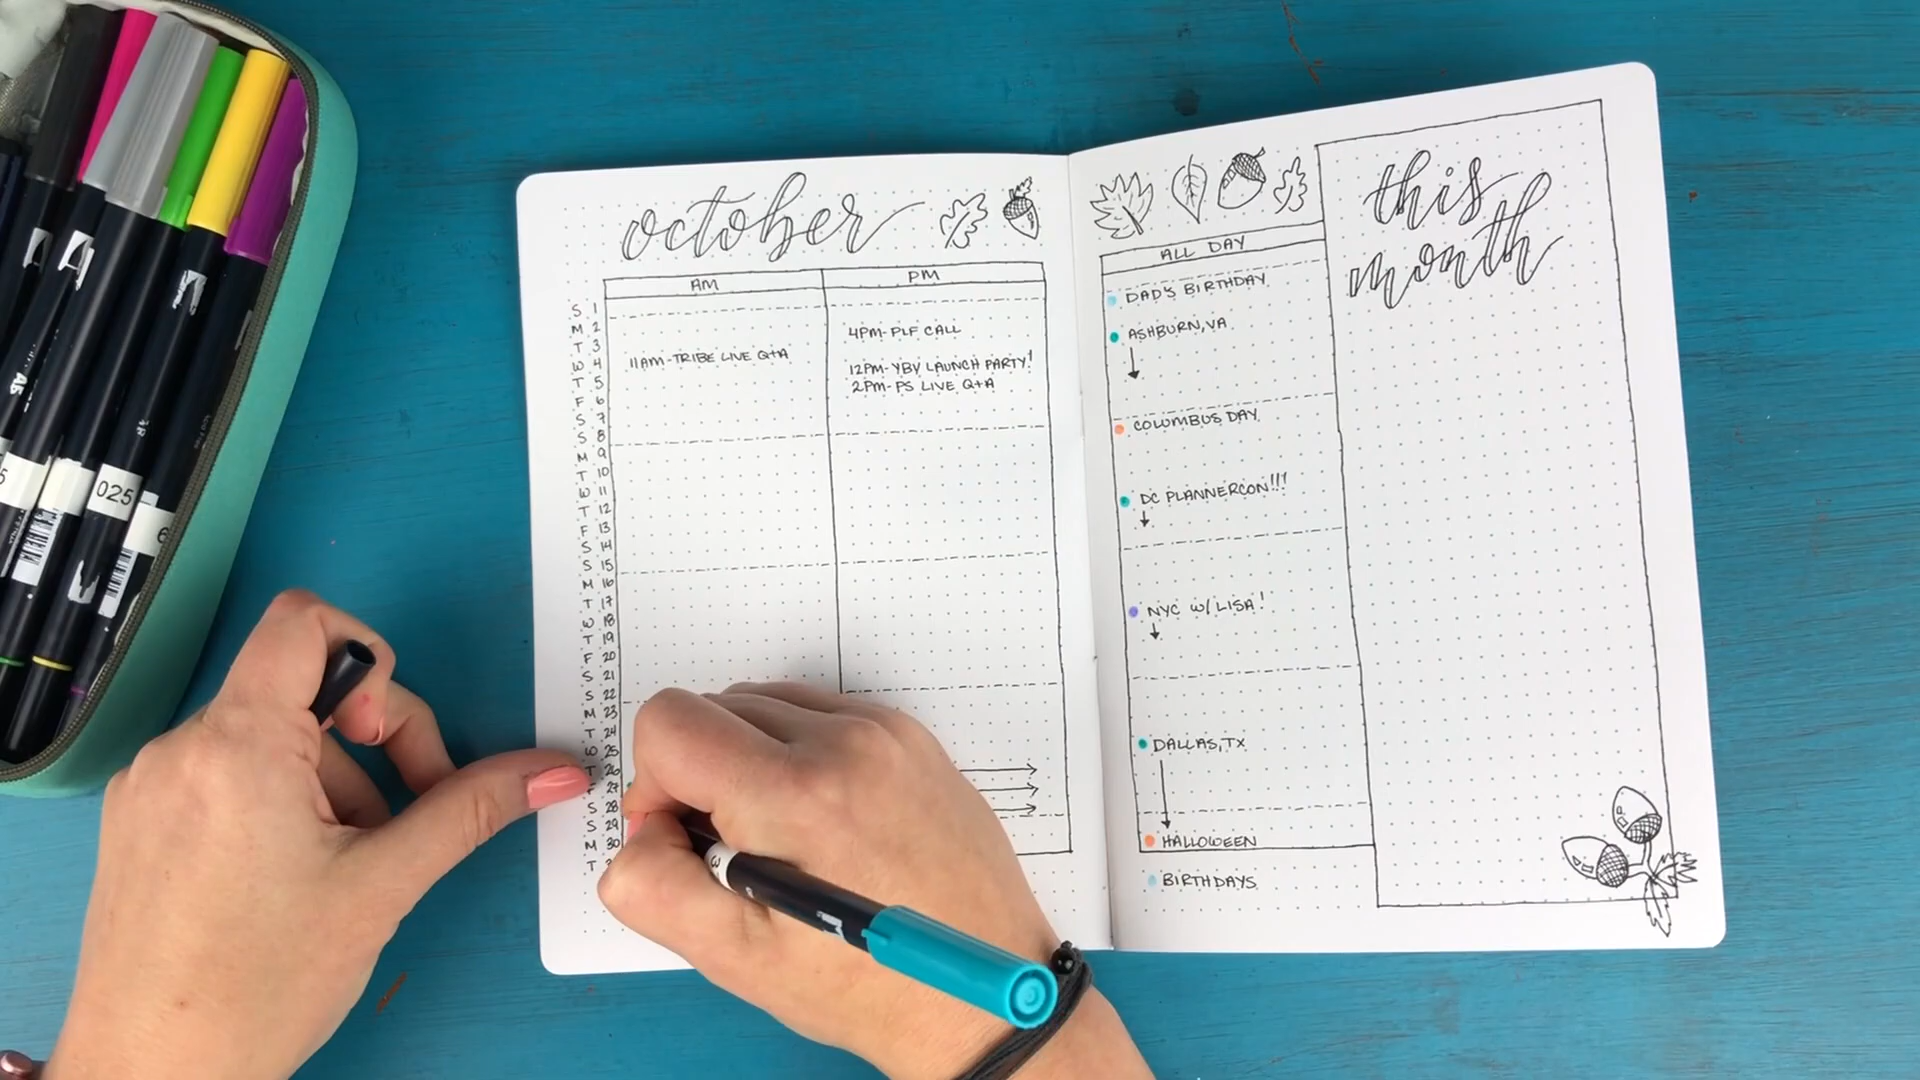 october
AM
PM
S 1
M 2
T 3
W 4
T 5
F 6
S 7
S 8
M 9
T 10
W 11
T 12
F 13
S 14
S 15
M 16
T 17
W 18
T 19
F 20
S 21
S 22
M 23
T 24
W 25
T 26
27
S 28
S 29
M 30
T
11AM-TRIBE LIVE Q+A
4PM-PLF CALL
12PM-YBY LAUNCH PARTY!
2PM-PS LIVE Q+A
ALL DAY
DAD'S BIRTHDAY
ASHBURN, VA
COLUMBUS DAY
DC PLANNERCON!!!
NYC W/ LISA!
DALLAS, TX
HALLOWEEN
BIRTHDAYS
this
month
025